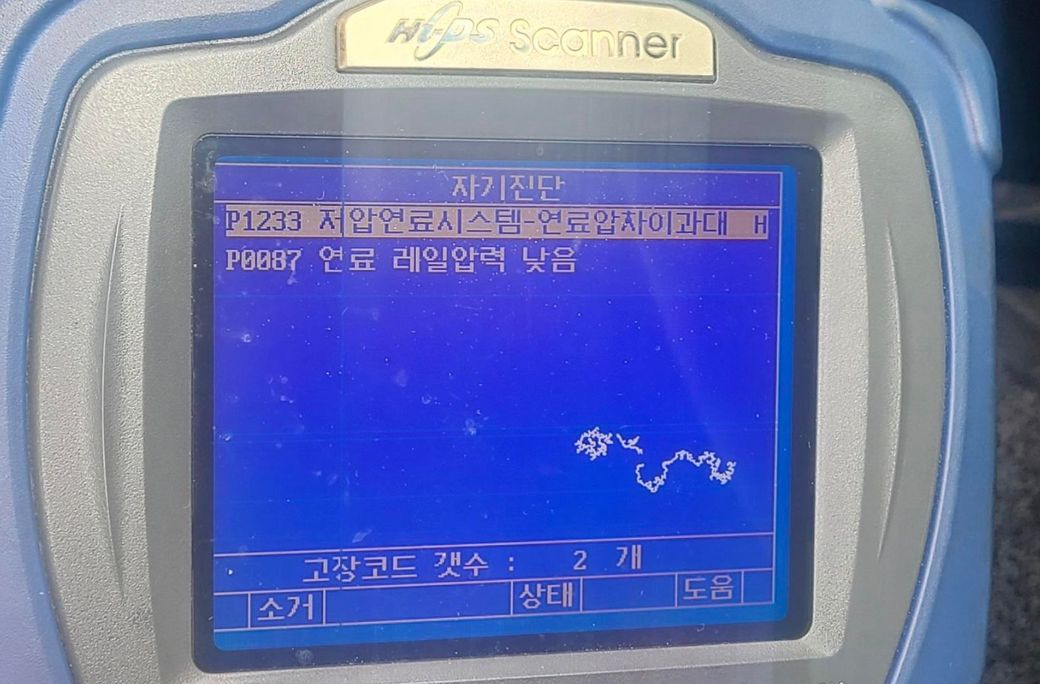 Hi-DS Scanner
자기진단
P1233 저압연료시스템-연료압차이과대 H
P0087 연료 레일압력 낮음
고장코드 갯수 : 2 개
소거 상태 도움